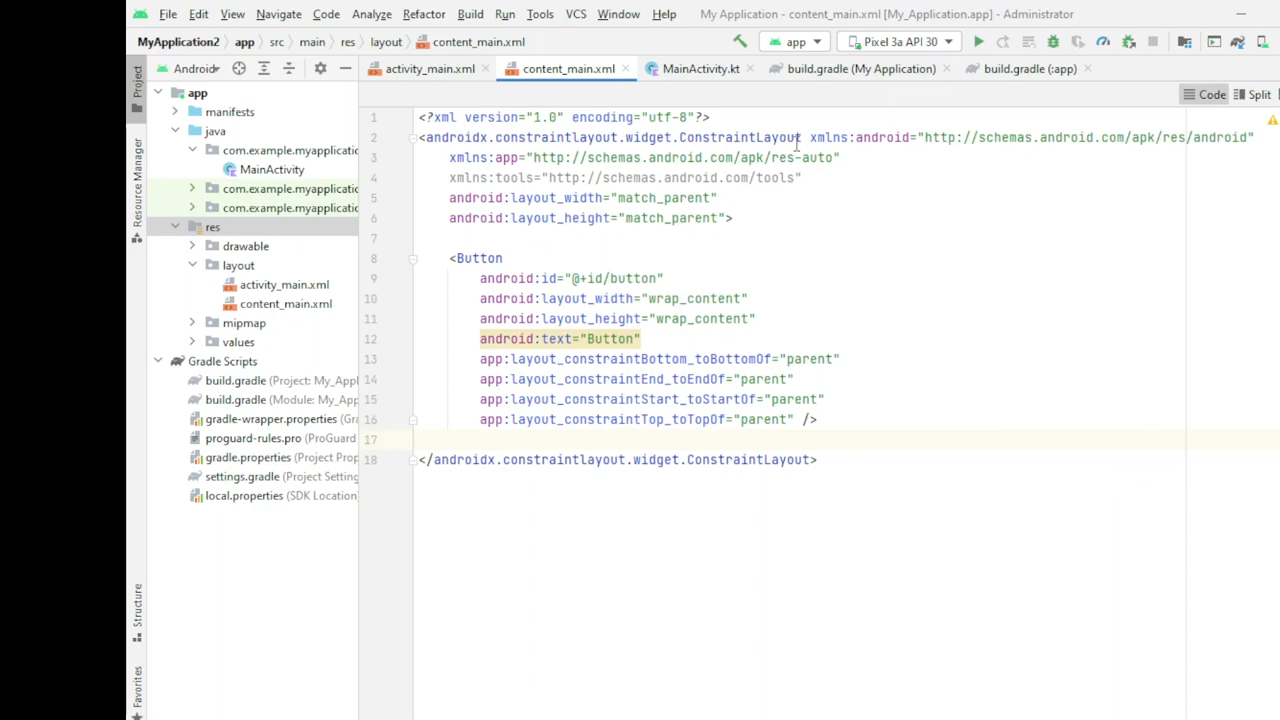 File Edit View Navigate Code Analyze Refactor Build Run Tools VCS Window Help My Application - content_main.xml [My_Application.app] - Administrator
MyApplication2 app src main res layout content_main.xml app Pixel 3a API 30
Android activity_main.xml content_main.xml MainActivity.kt build.gradle (My Application) build.gradle (:app)
Code Split
Project
Resource Manager
Structure
Favorites
app
manifests
java
com.example.myapplicatio
MainActivity
com.example.myapplicatio
com.example.myapplicatio
res
drawable
layout
activity_main.xml
content_main.xml
mipmap
values
Gradle Scripts
build.gradle (Project: My_Appl
build.gradle (Module: My_App
gradle-wrapper.properties (Gra
proguard-rules.pro (ProGuard
gradle.properties (Project Prop
settings.gradle (Project Setting
local.properties (SDK Location)
1 <?xml version="1.0" encoding="utf-8"?>
2 <androidx.constraintlayout.widget.ConstraintLayout xmlns:android="http://schemas.android.com/apk/res/android"
3 xmlns:app="http://schemas.android.com/apk/res-auto"
4 xmlns:tools="http://schemas.android.com/tools"
5 android:layout_width="match_parent"
6 android:layout_height="match_parent">
7
8 <Button
9 android:id="@+id/button"
10 android:layout_width="wrap_content"
11 android:layout_height="wrap_content"
12 android:text="Button"
13 app:layout_constraintBottom_toBottomOf="parent"
14 app:layout_constraintEnd_toEndOf="parent"
15 app:layout_constraintStart_toStartOf="parent"
16 app:layout_constraintTop_toTopOf="parent" />
17
18 </androidx.constraintlayout.widget.ConstraintLayout>